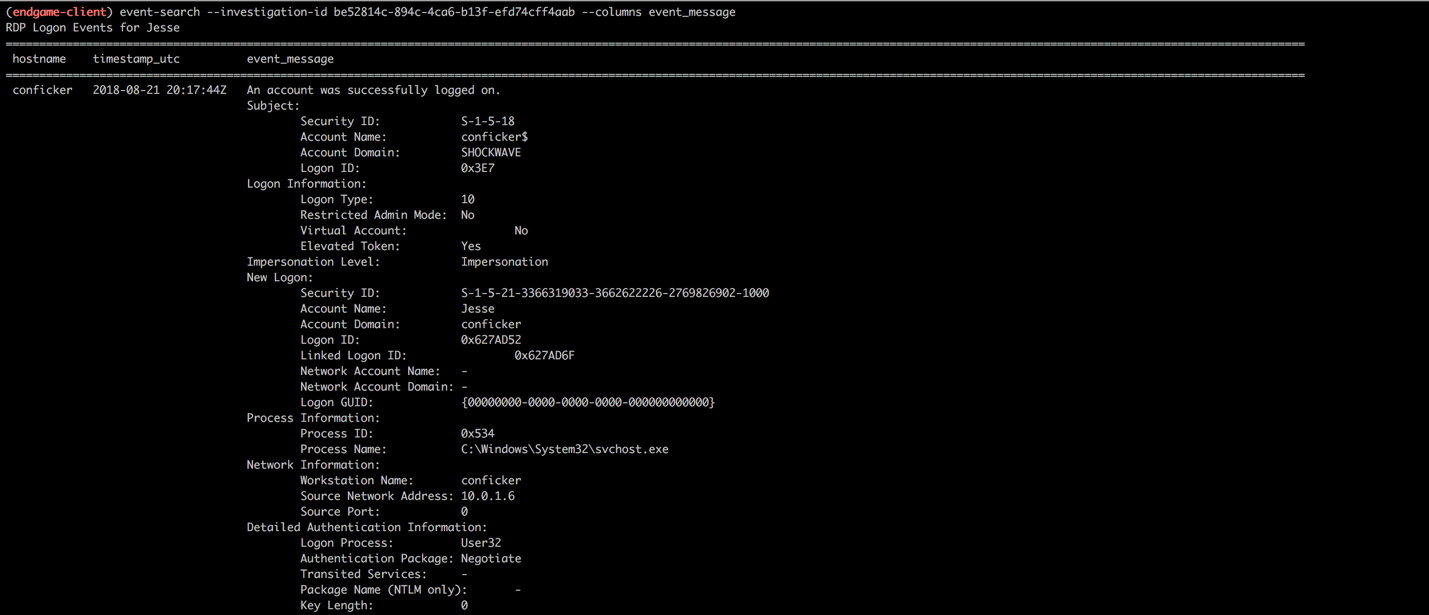 (endgame-client) event-search --investigation-id be52814c-894c-4ca6-b13f-efd74cff4aab --columns event_message
RDP Logon Events for Jesse
hostname timestamp_utc event_message
conficker 2018-08-21 20:17:44Z An account was successfully logged on.
Subject:
Security ID: S-1-5-18
Account Name: conficker$
Account Domain: SHOCKWAVE
Logon ID: 0x3E7
Logon Information:
Logon Type: 10
Restricted Admin Mode: No
Virtual Account: No
Elevated Token: Yes
Impersonation Level: Impersonation
New Logon:
Security ID: S-1-5-21-3366319033-3662622226-2769826902-1000
Account Name: Jesse
Account Domain: conficker
Logon ID: 0x627AD52
Linked Logon ID: 0x627AD6F
Network Account Name: -
Network Account Domain: -
Logon GUID: {00000000-0000-0000-0000-000000000000}
Process Information:
Process ID: 0x534
Process Name: C:\Windows\System32\svchost.exe
Network Information:
Workstation Name: conficker
Source Network Address: 10.0.1.6
Source Port: 0
Detailed Authentication Information:
Logon Process: User32
Authentication Package: Negotiate
Transited Services: -
Package Name (NTLM only): -
Key Length: 0